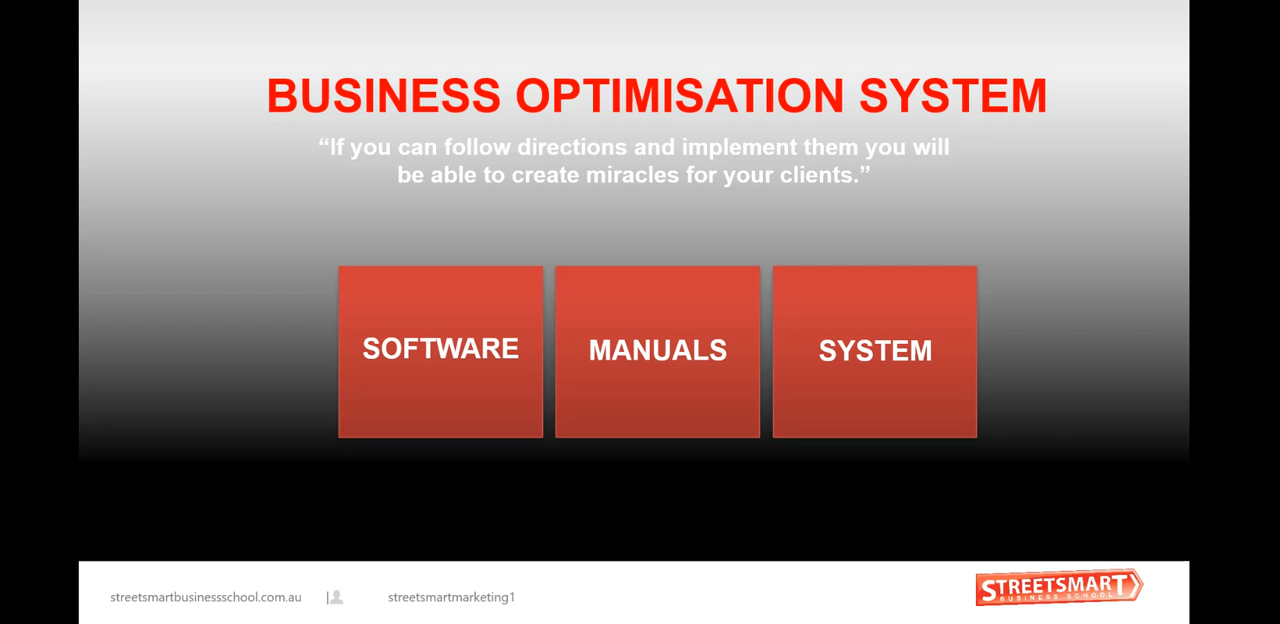 BUSINESS OPTIMISATION SYSTEM
“If you can follow directions and implement them you will
be able to create miracles for your clients.”
SOFTWARE
MANUALS
SYSTEM
streetsmartbusinessschool.com.au | streetsmartmarketing1
STREETSMART
BUSINESS SCHOOL